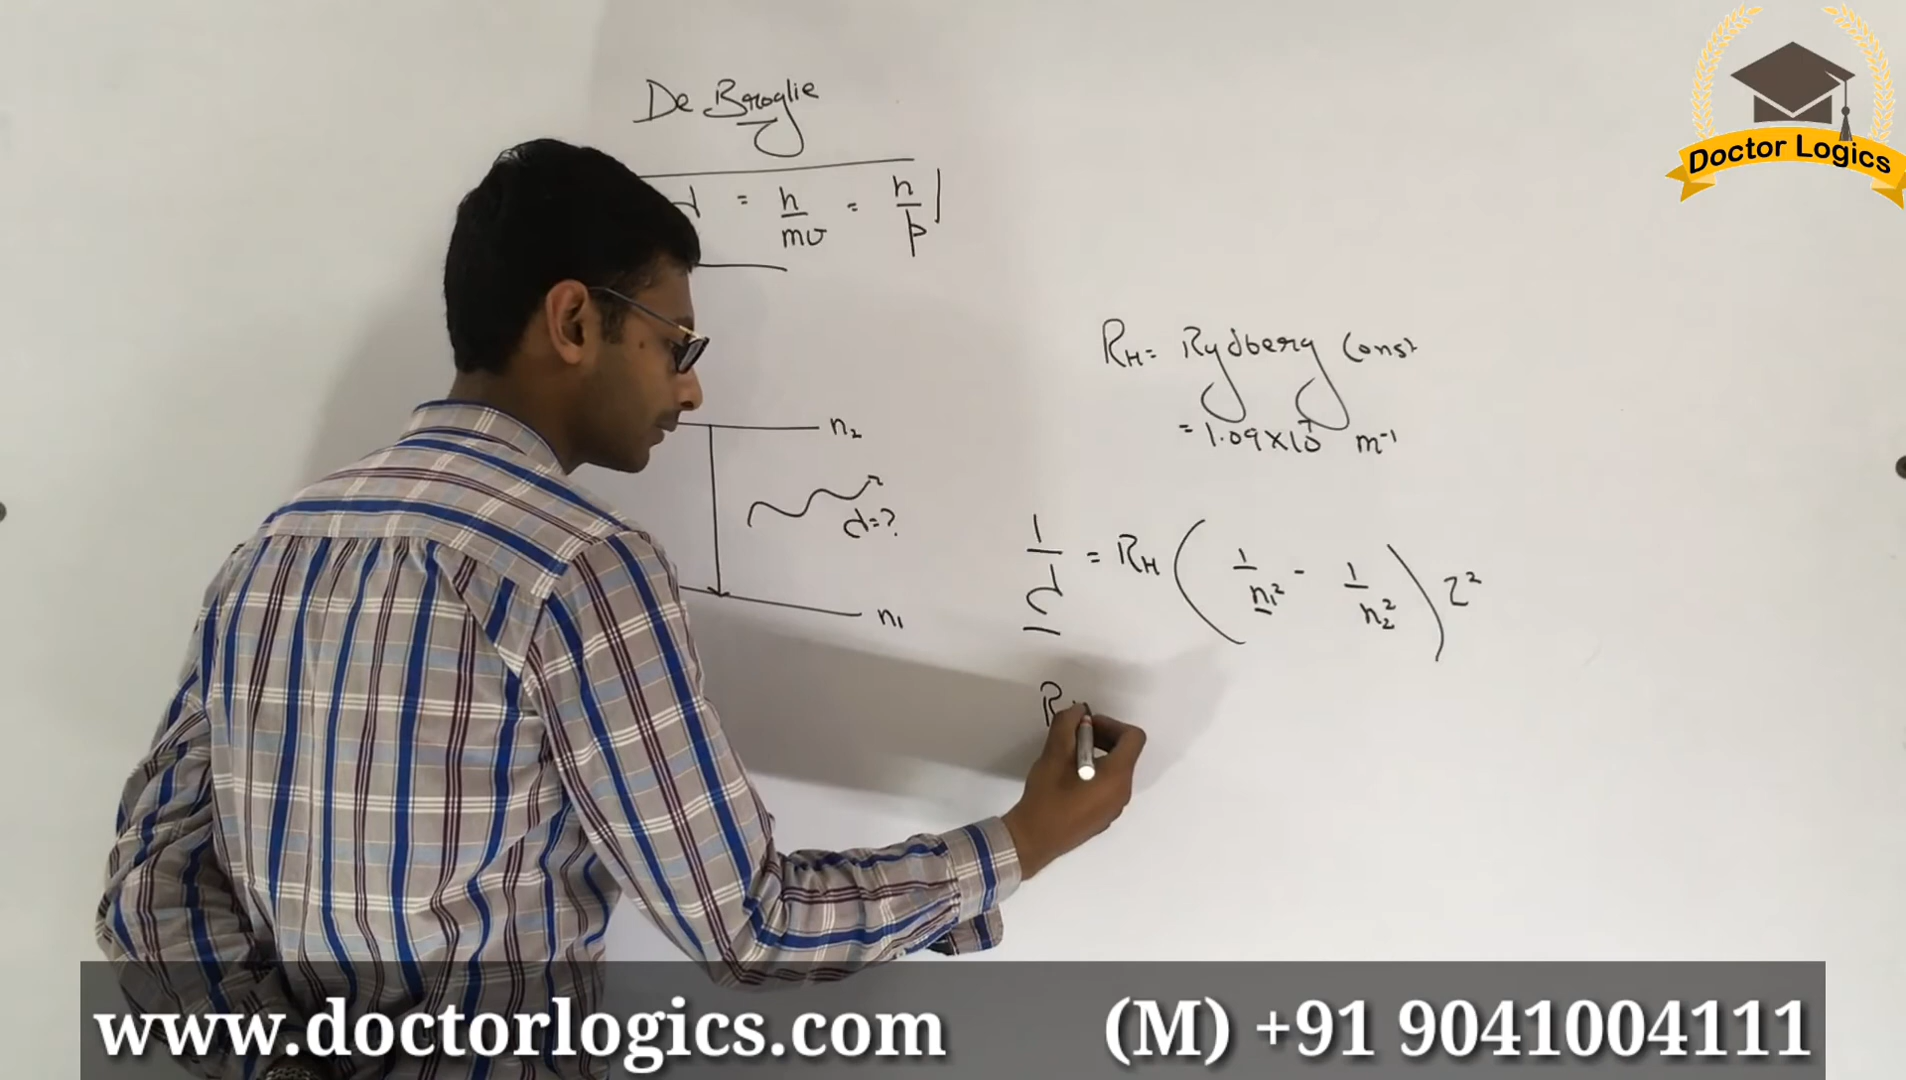 Doctor Logics
De Broglie
λ = h/mv = h/p
R_H = Rydberg Const
= 1.09 × 10⁷ m⁻¹
n₂
λ = ?
n₁
1/λ = R_H ( 1/n₁² - 1/n₂² ) Z²
R
www.doctorlogics.com (M) +91 9041004111